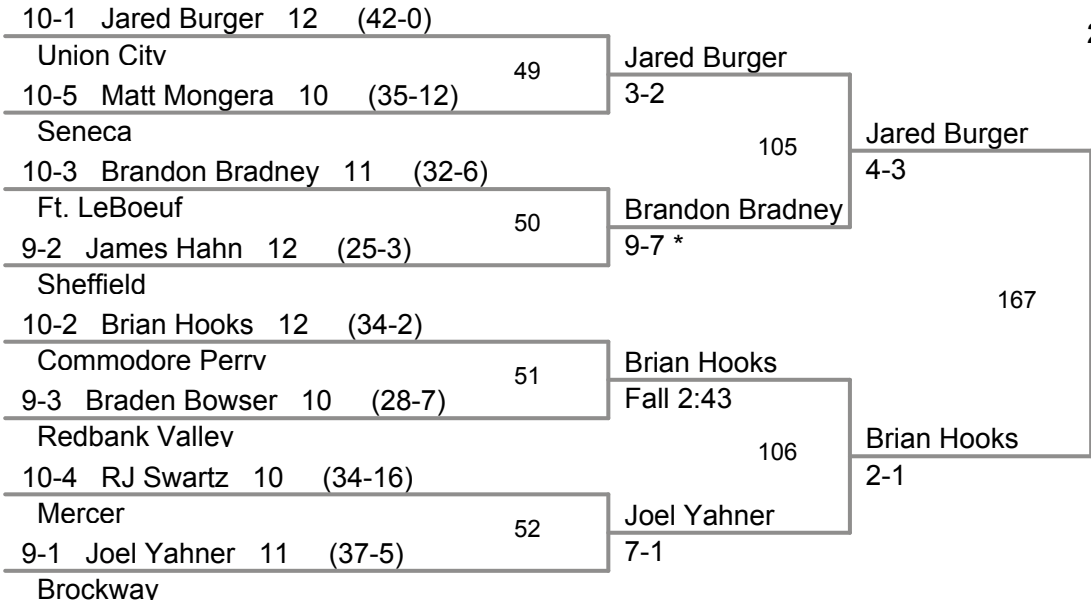 10-1 Jared Burger 12 (42-0)
Union City
49
Jared Burger
3-2
10-5 Matt Mongera 10 (35-12)
Seneca
105
Jared Burger
4-3
10-3 Brandon Bradney 11 (32-6)
Ft. LeBoeuf
50
Brandon Bradney
9-7 *
9-2 James Hahn 12 (25-3)
Sheffield
167
10-2 Brian Hooks 12 (34-2)
Commodore Perry
51
Brian Hooks
Fall 2:43
9-3 Braden Bowser 10 (28-7)
Redbank Valley
106
Brian Hooks
2-1
10-4 RJ Swartz 10 (34-16)
Mercer
52
Joel Yahner
7-1
9-1 Joel Yahner 11 (37-5)
Brockway